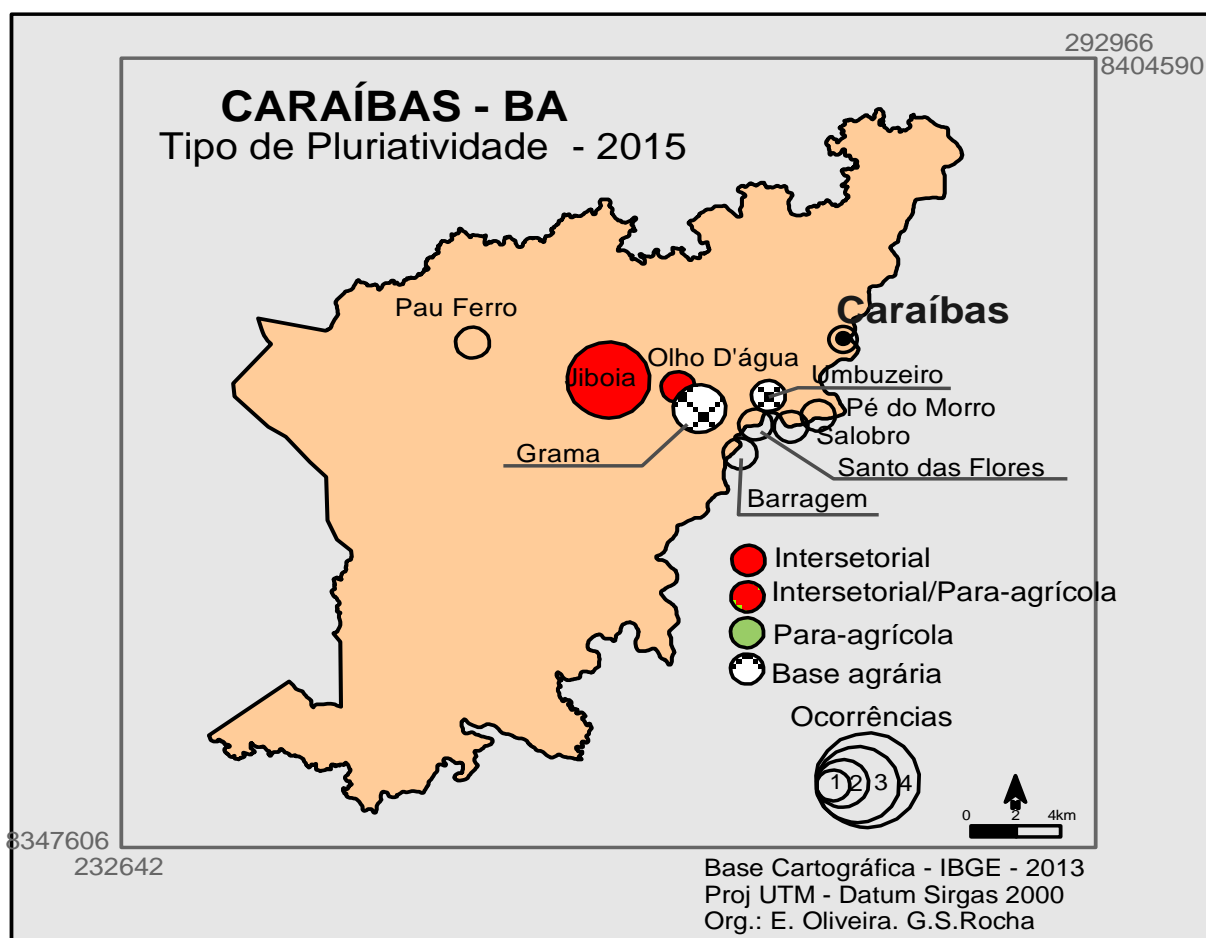 292966
8404590
CARAÍBAS - BA
Tipo de Pluriatividade - 2015
Pau Ferro
Caraíbas
Jiboia
Olho D'água
Umbuzeiro
Pé do Morro
Salobro
Grama
Santo das Flores
Barragem
Intersetorial
Intersetorial/Para-agrícola
Para-agrícola
Base agrária
Ocorrências
1 2 3 4
0 2 4km
8347606
232642
Base Cartográfica - IBGE - 2013
Proj UTM - Datum Sirgas 2000
Org.: E. Oliveira. G.S.Rocha